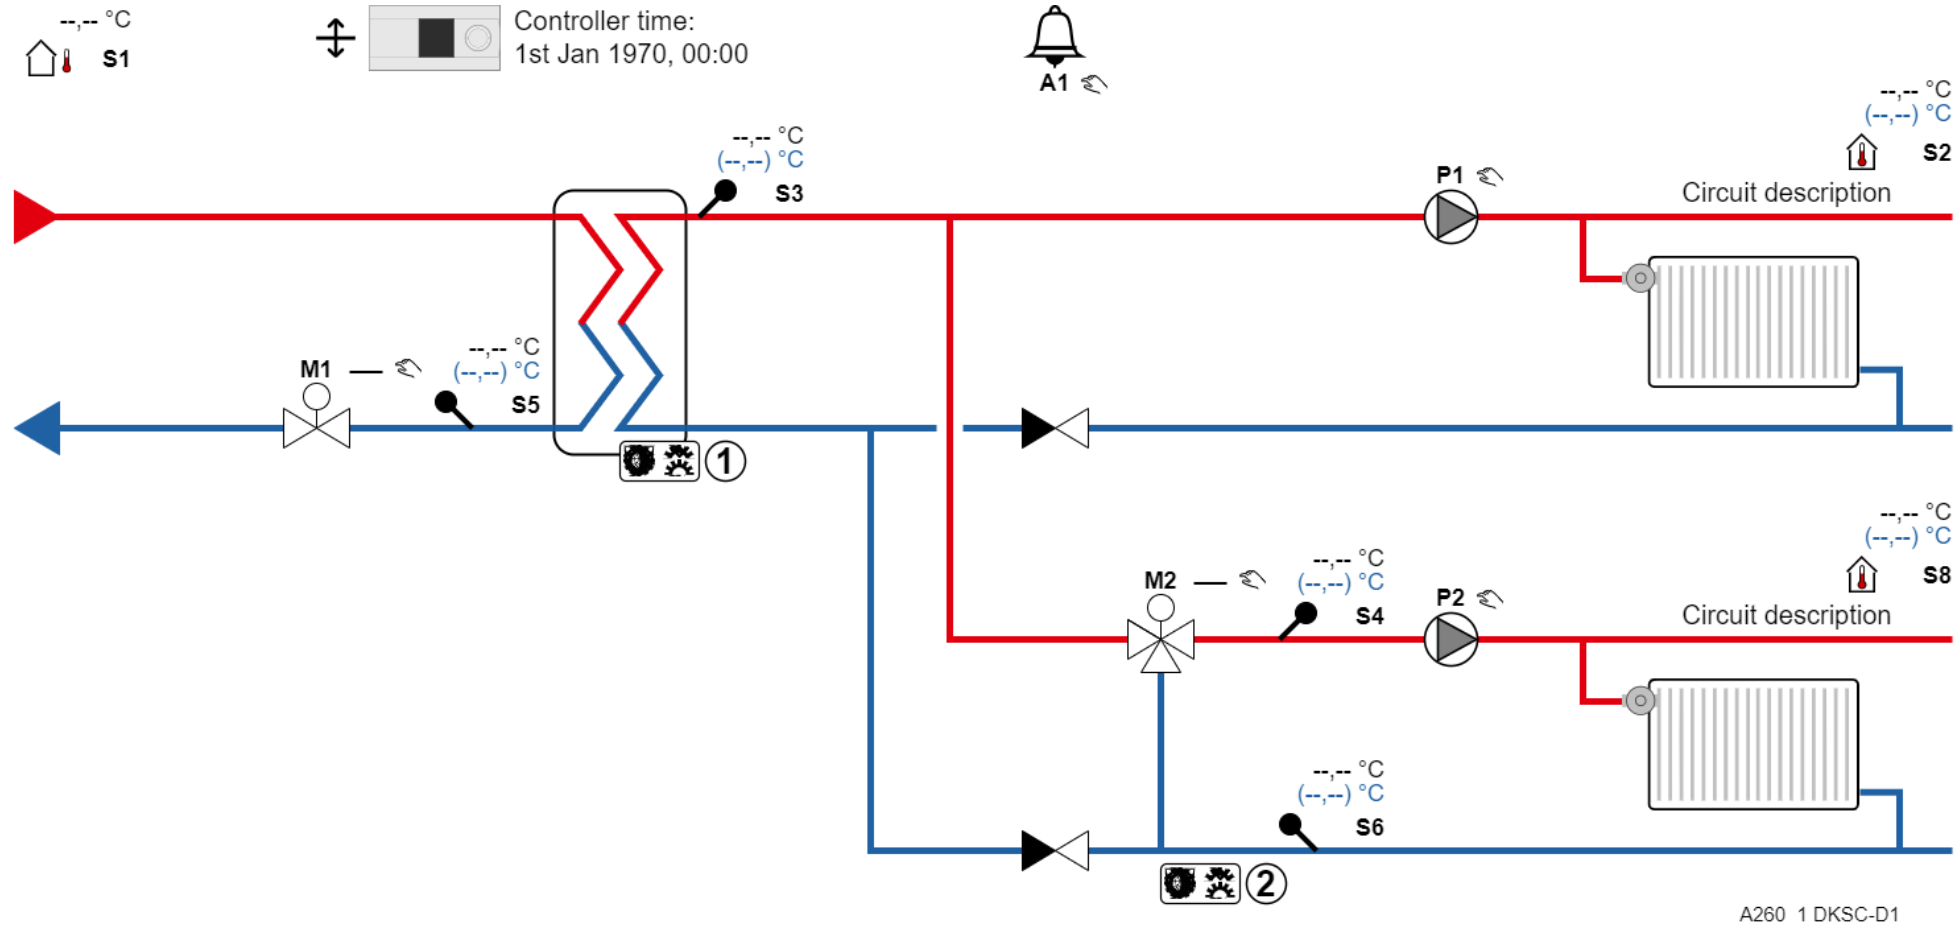 --,-- °C
S1
Controller time:
1st Jan 1970, 00:00
A1
--,-- °C
(--,--) °C
S2
--,-- °C
(--,--) °C
S3
P1
Circuit description
M1
--,-- °C
(--,--) °C
S5
1
--,-- °C
(--,--) °C
S8
M2
--,-- °C
(--,--) °C
S4
P2
Circuit description
--,-- °C
(--,--) °C
S6
2
A260 1 DKSC-D1